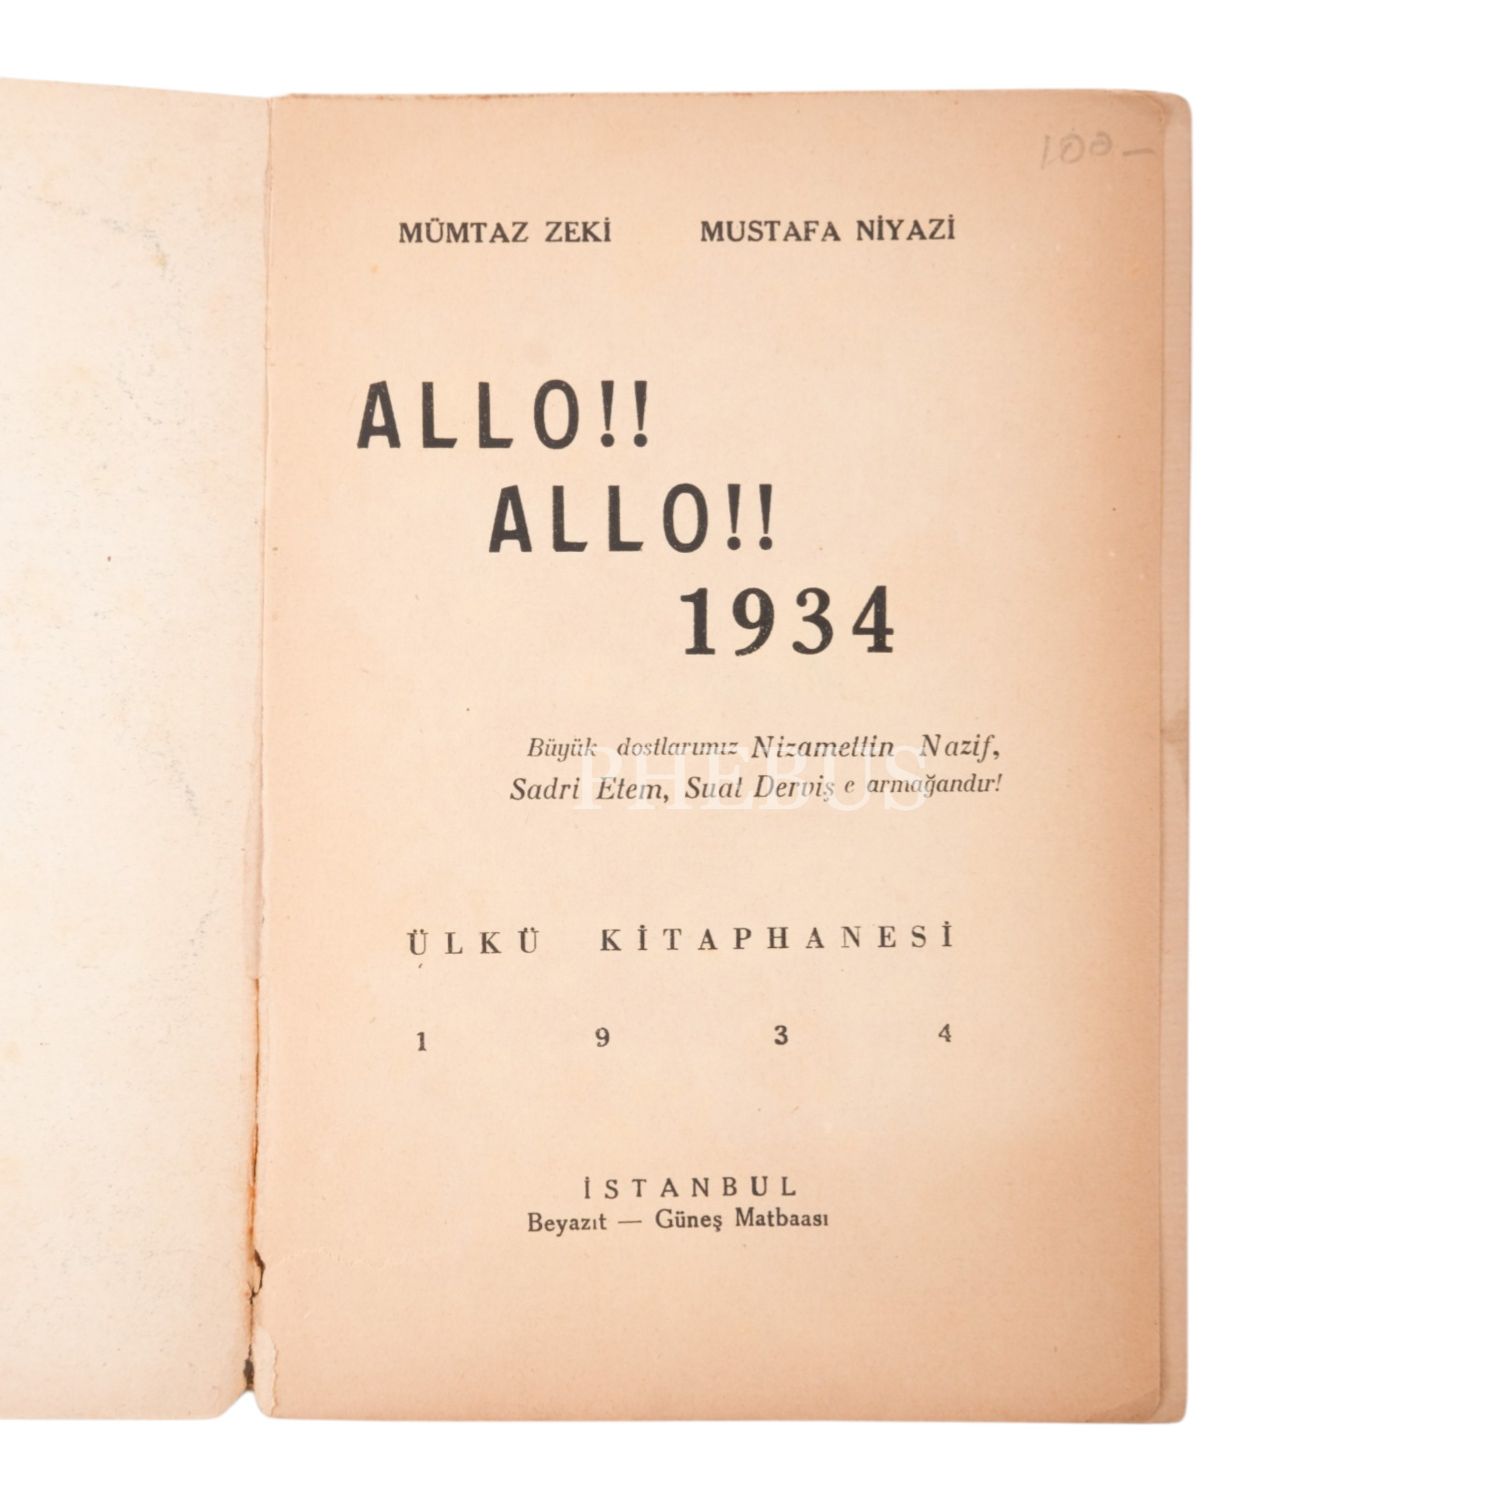 100-
MÜMTAZ ZEKİ MUSTAFA NİYAZİ
ALLO!!
ALLO!!
1934
Büyük dostlarımız Nizamettin Nazif,
Sadri Etem, Suat Derviş e armağandır!
PHEBUS
ÜLKÜ KİTAPHANESİ
1 9 3 4
İSTANBUL
Beyazıt — Güneş Matbaası